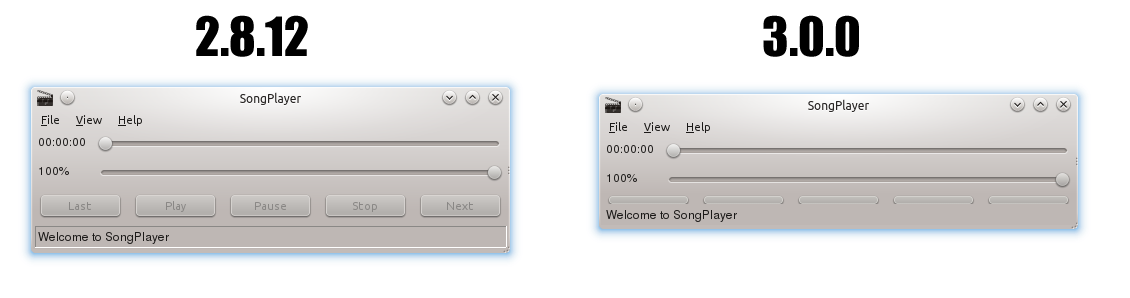 2.8.12
3.0.0
SongPlayer
File View Help
00:00:00
100%
Last Play Pause Stop Next
Welcome to SongPlayer
SongPlayer
File View Help
00:00:00
100%
Welcome to SongPlayer